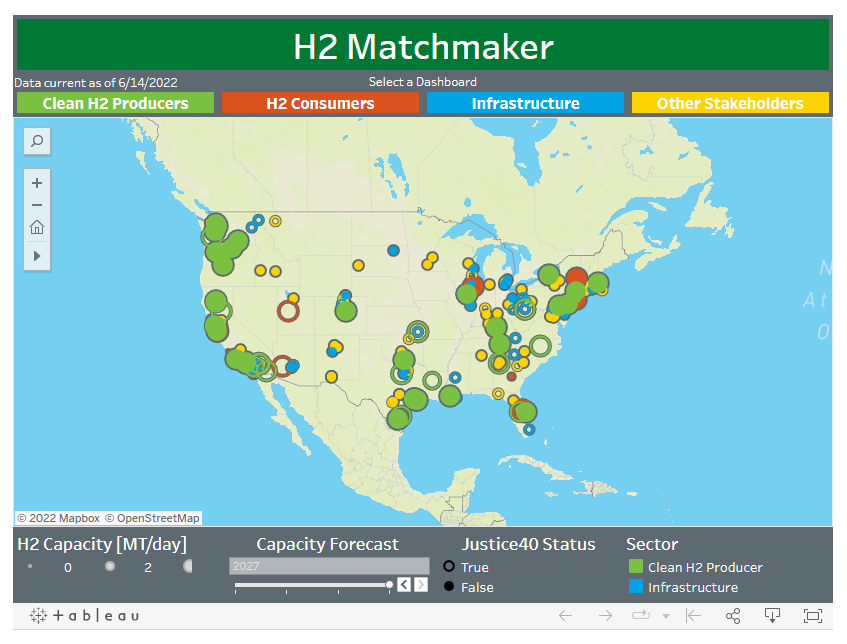 H2 Matchmaker
Data current as of 6/14/2022
Select a Dashboard
Clean H2 Producers
H2 Consumers
Infrastructure
Other Stakeholders
N
At
O
© 2022 Mapbox © OpenStreetMap
H2 Capacity [MT/day]
0
2
Capacity Forecast
2027
Justice40 Status
True
False
Sector
Clean H2 Producer
Infrastructure
+ableau